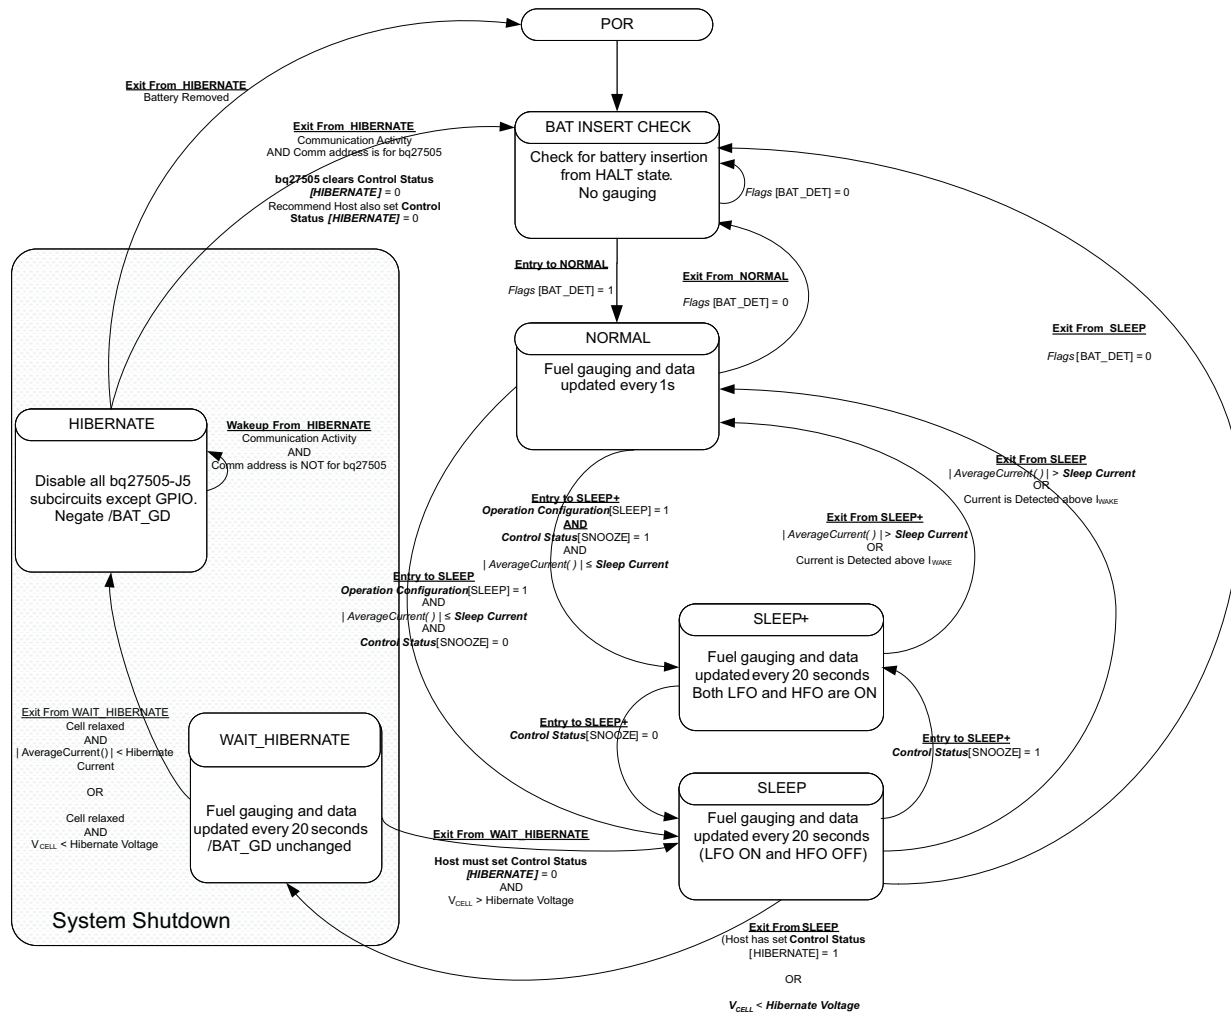 POR
Exit From HIBERNATE
Battery Removed
Exit From HIBERNATE
Communication Activity
AND Comm address is for bq27505
bq27505 clears Control Status
[HIBERNATE] = 0
Recommend Host also set Control
Status [HIBERNATE] = 0
BAT INSERT CHECK
Check for battery insertion
from HALT state.
No gauging
Flags [BAT_DET] = 0
Entry to NORMAL
Flags [BAT_DET] = 1
Exit From NORMAL
Flags [BAT_DET] = 0
Exit From SLEEP
Flags [BAT_DET] = 0
NORMAL
Fuel gauging and data
updated every 1s
HIBERNATE
Disable all bq27505-J5
subcircuits except GPIO.
Negate /BAT_GD
Wakeup From HIBERNATE
Communication Activity
AND
Comm address is NOT for bq27505
Entry to SLEEP+
Operation Configuration[SLEEP] = 1
AND
Control Status[SNOOZE] = 1
AND
| AverageCurrent( ) | ≤ Sleep Current
Exit From SLEEP
| AverageCurrent( ) | > Sleep Current
OR
Current is Detected above IWAKE
Exit From SLEEP+
| AverageCurrent( ) | > Sleep Current
OR
Current is Detected above IWAKE
Entry to SLEEP
Operation Configuration[SLEEP] = 1
AND
| AverageCurrent( ) | ≤ Sleep Current
AND
Control Status[SNOOZE] = 0
SLEEP+
Fuel gauging and data
updated every 20 seconds
Both LFO and HFO are ON
Entry to SLEEP+
Control Status[SNOOZE] = 0
Entry to SLEEP+
Control Status[SNOOZE] = 1
Exit From WAIT_HIBERNATE
Cell relaxed
AND
| AverageCurrent() | < Hibernate
Current
OR
Cell relaxed
AND
VCELL < Hibernate Voltage
WAIT_HIBERNATE
Fuel gauging and data
updated every 20 seconds
/BAT_GD unchanged
SLEEP
Fuel gauging and data
updated every 20 seconds
(LFO ON and HFO OFF)
Exit From WAIT_HIBERNATE
Host must set Control Status
[HIBERNATE] = 0
AND
VCELL > Hibernate Voltage
System Shutdown
Exit From SLEEP
(Host has set Control Status
[HIBERNATE] = 1
OR
VCELL < Hibernate Voltage